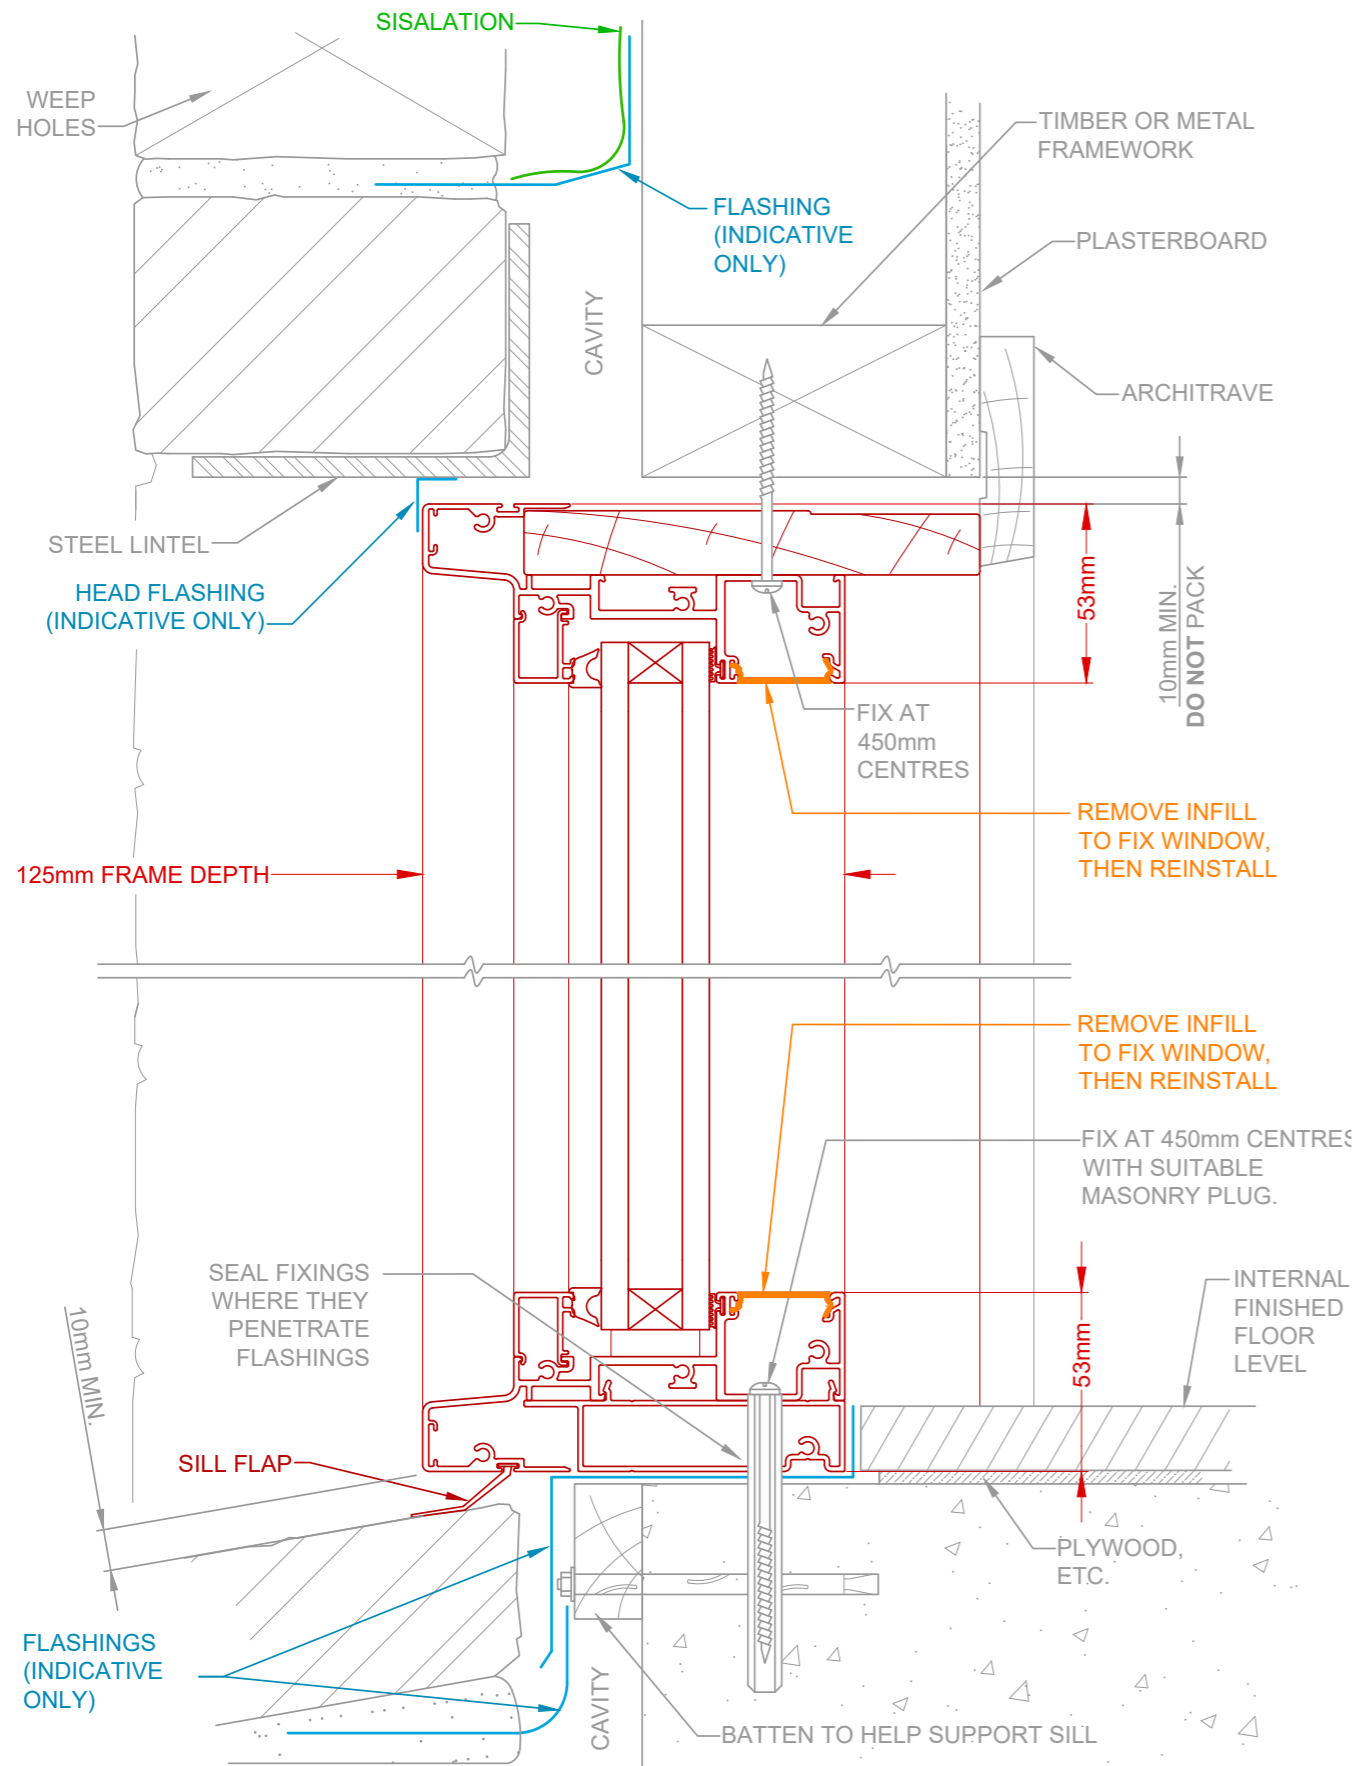 SISALATION
WEEP
HOLES
TIMBER OR METAL
FRAMEWORK
FLASHING
(INDICATIVE
ONLY)
PLASTERBOARD
CAVITY
ARCHITRAVE
STEEL LINTEL
HEAD FLASHING
(INDICATIVE ONLY)
53mm
10mm MIN.
DO NOT PACK
FIX AT
450mm
CENTRES
REMOVE INFILL
TO FIX WINDOW,
THEN REINSTALL
125mm FRAME DEPTH
REMOVE INFILL
TO FIX WINDOW,
THEN REINSTALL
FIX AT 450mm CENTRES
WITH SUITABLE
MASONRY PLUG.
SEAL FIXINGS
WHERE THEY
PENETRATE
FLASHINGS
INTERNAL
FINISHED
FLOOR
LEVEL
10mm MIN.
53mm
SILL FLAP
PLYWOOD,
ETC.
FLASHINGS
(INDICATIVE
ONLY)
CAVITY
BATTEN TO HELP SUPPORT SILL